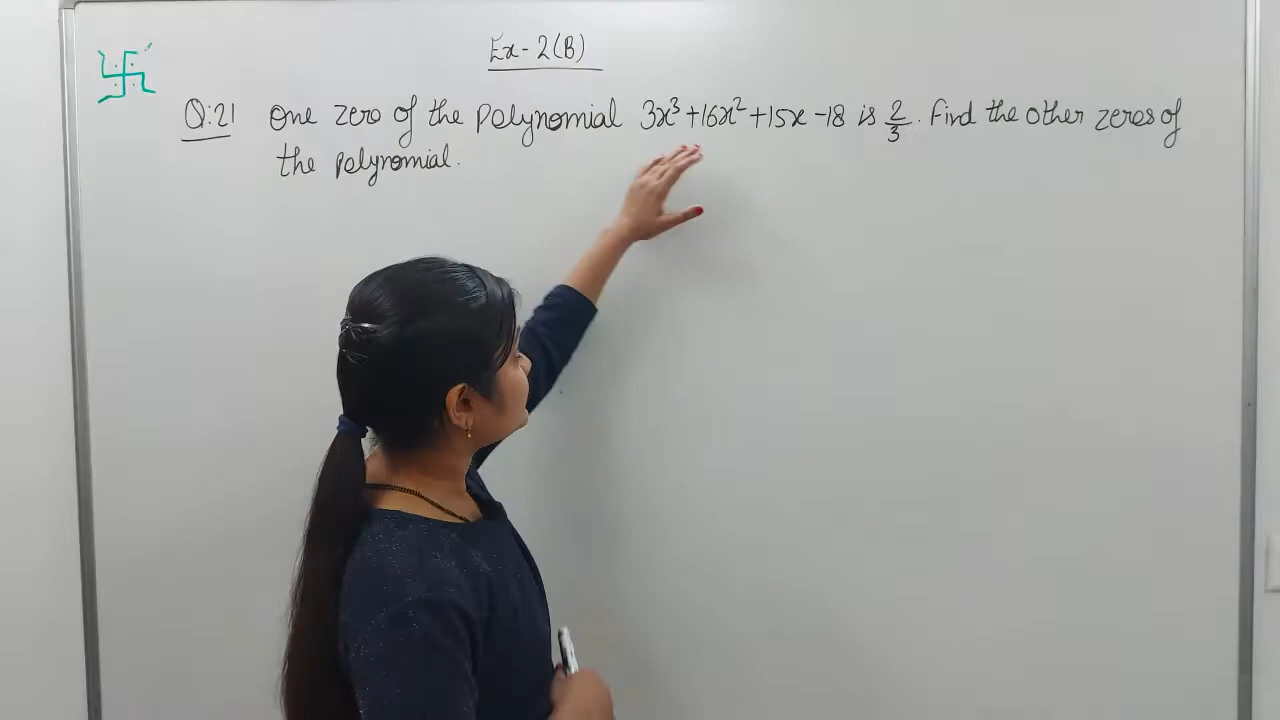 Ex-2(B)
Q:21 One zero of the polynomial 3x³+16x²+15x-18 is 2/3. Find the other zeroes of
the polynomial.